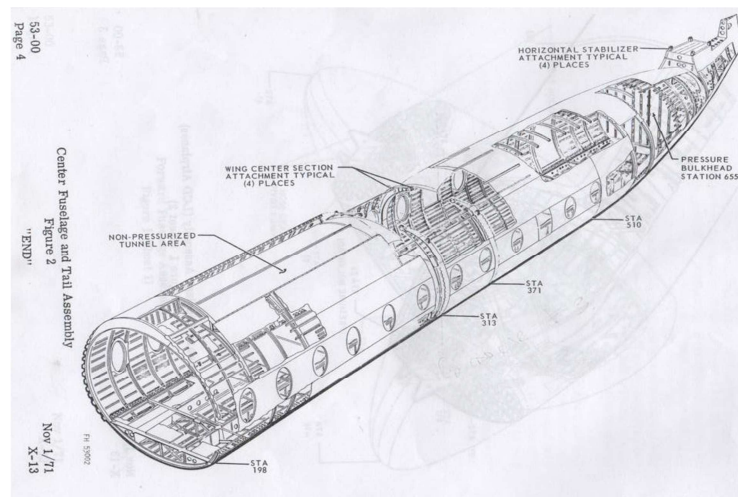 HORIZONTAL STABILIZER
ATTACHMENT TYPICAL
(4) PLACES
WING CENTER SECTION
ATTACHMENT TYPICAL
(4) PLACES
PRESSURE
BULKHEAD
STATION 655
NON-PRESSURIZED
TUNNEL AREA
STA
510
STA
371
STA
313
STA
198
53-00
Page 4
Center Fuselage and Tail Assembly
Figure 2
"END"
FH 53002
Nov 1/71
X-13